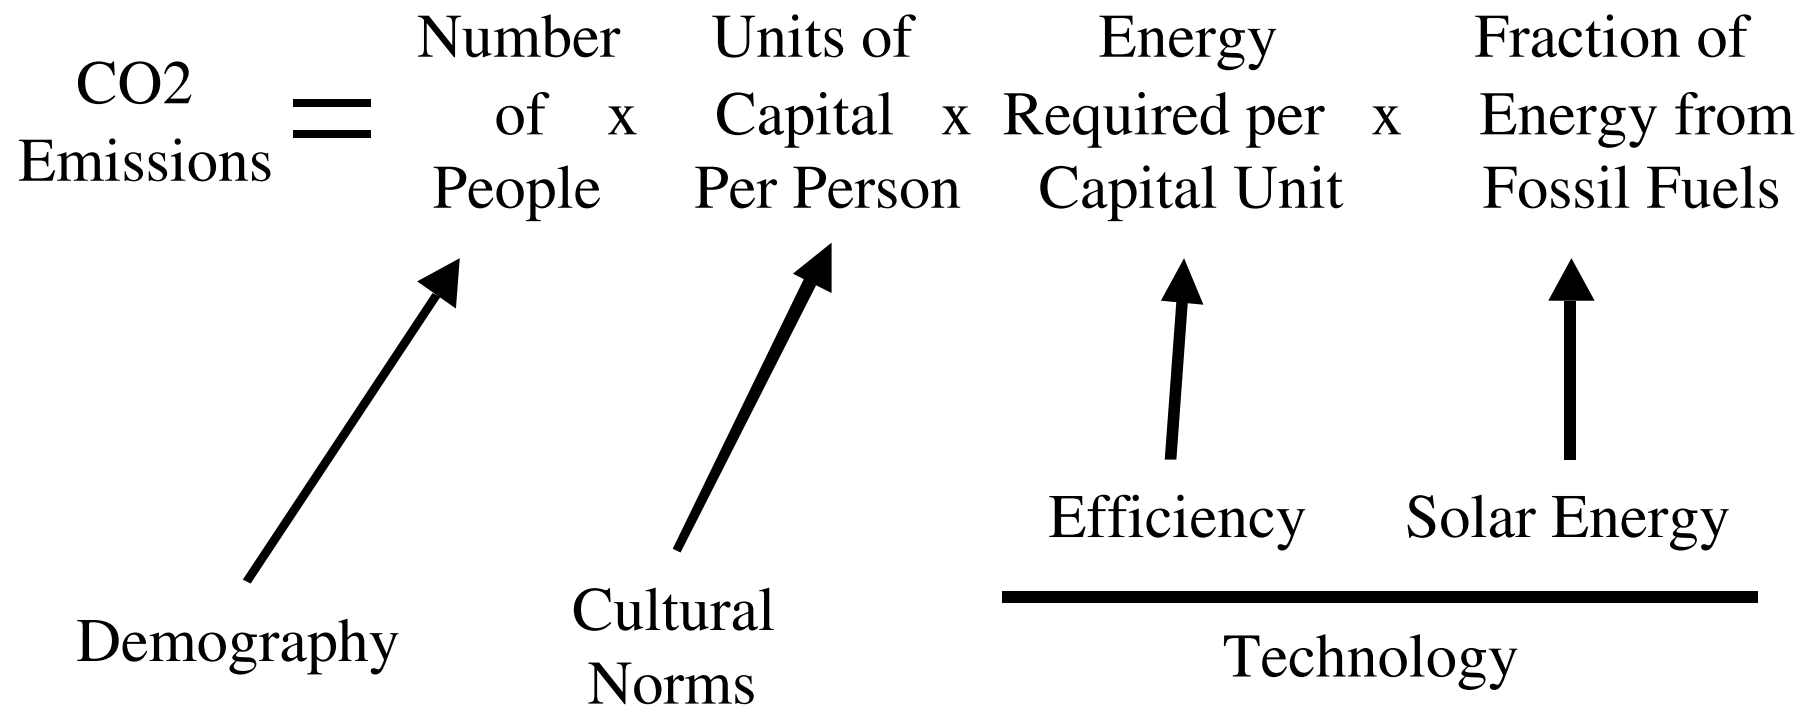 CO2
Emissions
=
Number
of
People
x
Units of
Capital
Per Person
x
Energy
Required per
Capital Unit
x
Fraction of
Energy from
Fossil Fuels
Demography
Cultural
Norms
Efficiency
Solar Energy
Technology